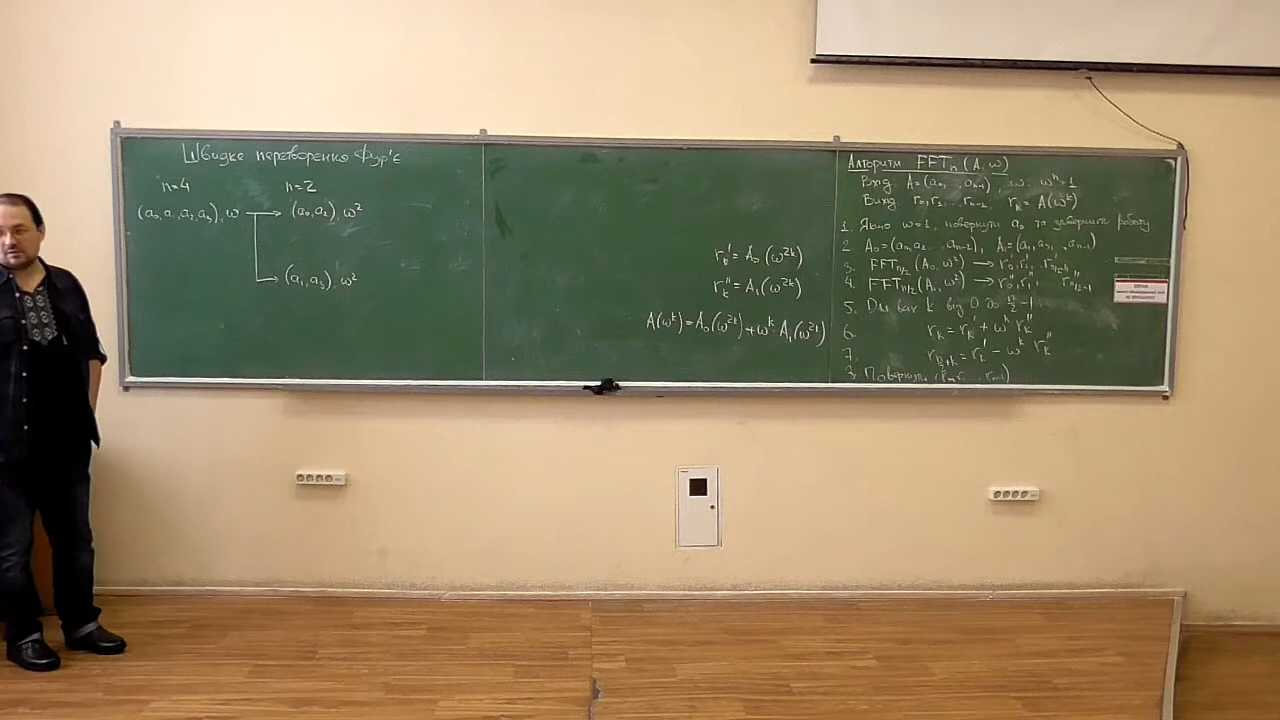 Швидке перетворення Фур'є
n=4 n=2
(a₀,a₁,a₂,a₃), ω → (a₀,a₂), ω²
→ (a₁,a₃), ω²
r'ₖ = A₀(ω²ᵏ)
r''ₖ = A₁(ω²ᵏ)
A(ωᵏ) = A₀(ω²ᵏ) + ωᵏ · A₁(ω²ᵏ)
Алгоритм FFTₙ(A, ω)
Вхід A = (a₀, ..., aₙ₋₁), ω, ωⁿ=1
Вихід r₀, r₁, ... rₙ₋₁, rₖ = A(ωᵏ)
1. Якщо ω=1, повернути a₀ та завершити роботу
2. A₀ = (a₀, a₂, ..., aₙ₋₂), A₁ = (a₁, a₃, ..., aₙ₋₁)
3. FFTₙ/₂(A₀, ω²) → r'₀, r'₁, ... r'ₙ/₂₋₁
4. FFTₙ/₂(A₁, ω²) → r''₀, r''₁, ... r''ₙ/₂₋₁
5. Для всіх k від 0 до n/2 - 1
6. rₖ = r'ₖ + ωᵏ r''ₖ
7. rₙ/₂₊ₖ = r'ₖ - ωᵏ r''ₖ
8. Повернути (r₀, r₁, ... rₙ₋₁)